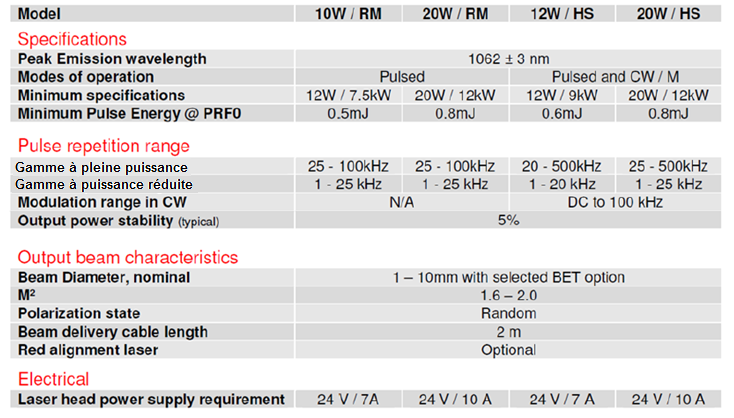 Model 10W / RM 20W / RM 12W / HS 20W / HS
Specifications
Peak Emission wavelength 1062 ± 3 nm
Modes of operation Pulsed Pulsed and CW / M
Minimum specifications 12W / 7.5kW 20W / 12kW 12W / 9kW 20W / 12kW
Minimum Pulse Energy @ PRF0 0.5mJ 0.8mJ 0.6mJ 0.8mJ
Pulse repetition range
Gamme à pleine puissance 25 - 100kHz 25 - 100kHz 20 - 500kHz 25 - 500kHz
Gamme à puissance réduite 1 - 25 kHz 1 - 25 kHz 1 - 20 kHz 1 - 25 kHz
Modulation range in CW N/A DC to 100 kHz
Output power stability (typical) 5%
Output beam characteristics
Beam Diameter, nominal 1 – 10mm with selected BET option
M² 1.6 – 2.0
Polarization state Random
Beam delivery cable length 2 m
Red alignment laser Optional
Electrical
Laser head power supply requirement 24 V / 7A 24 V / 10 A 24 V / 7 A 24 V / 10 A